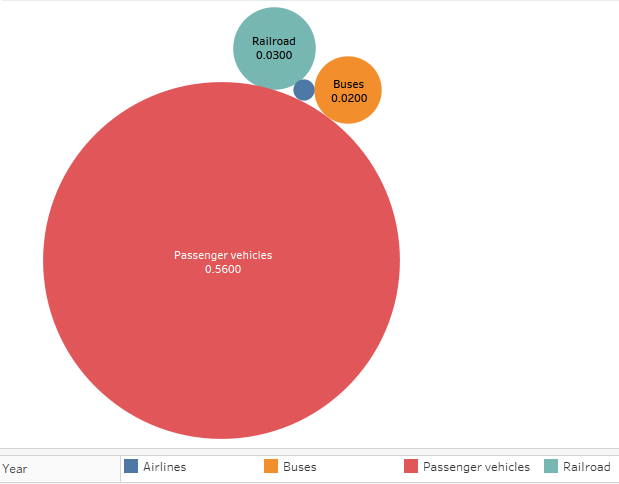 Railroad
0.0300
Buses
0.0200
Passenger vehicles
0.5600
Year
Airlines
Buses
Passenger vehicles
Railroad